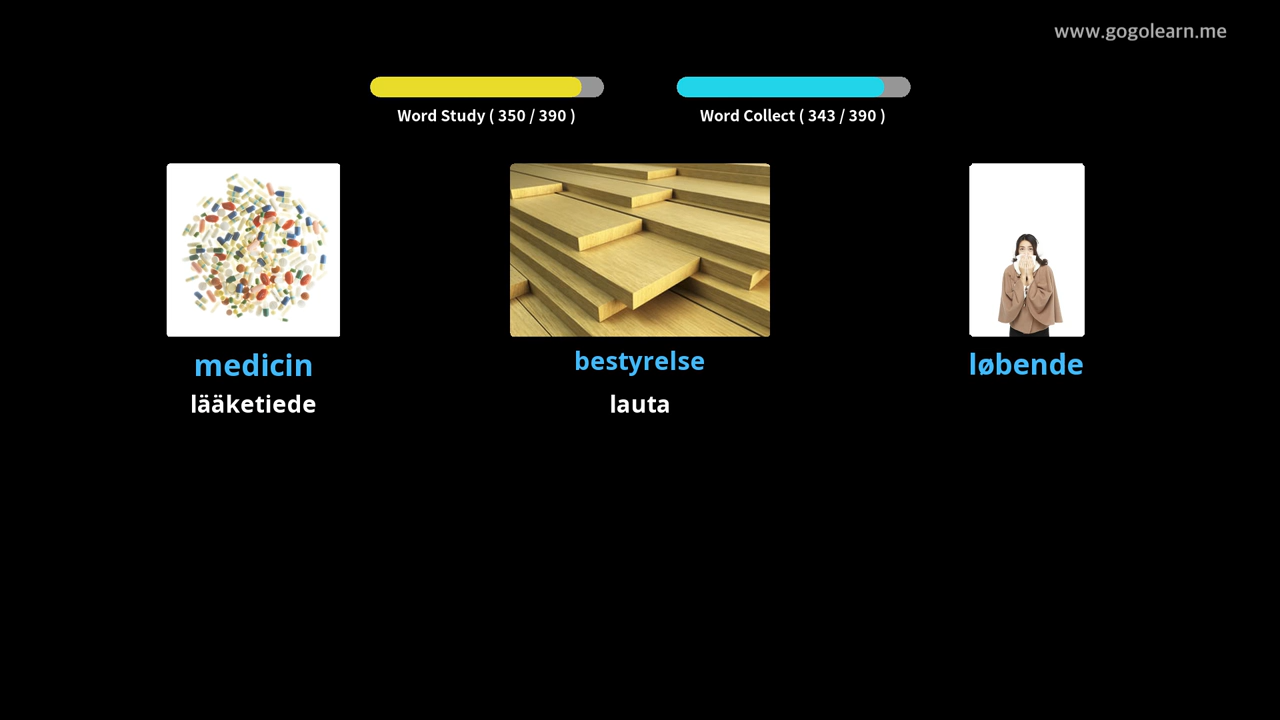 www.gogolearn.me
Word Study ( 350 / 390 )
Word Collect ( 343 / 390 )
medicin
bestyrelse
løbende
lääketiede
lauta